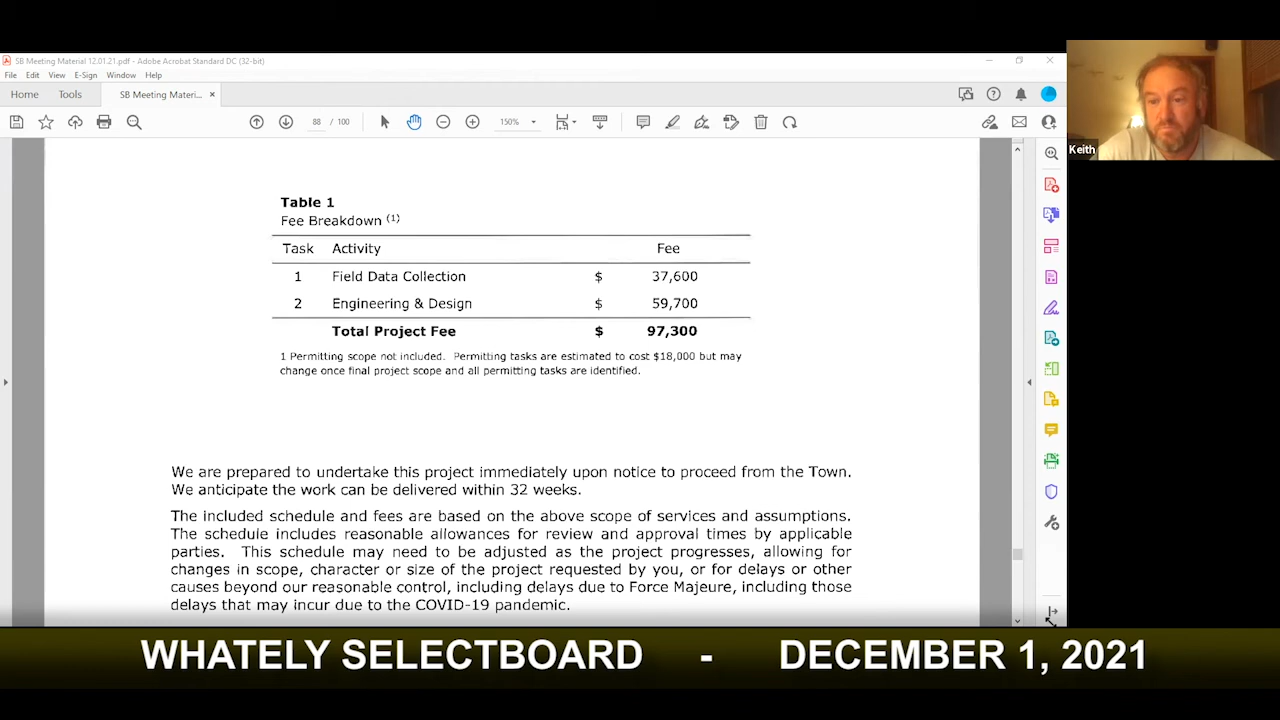 SB Meeting Material 12.01.21.pdf - Adobe Acrobat Standard DC (32-bit)
File Edit View E-Sign Window Help
Home Tools SB Meeting Materi... ×
88 / 100 150%
Keith
Table 1
Fee Breakdown (1)
Task Activity Fee
1 Field Data Collection $ 37,600
2 Engineering & Design $ 59,700
Total Project Fee $ 97,300
1 Permitting scope not included. Permitting tasks are estimated to cost $18,000 but may
change once final project scope and all permitting tasks are identified.
We are prepared to undertake this project immediately upon notice to proceed from the Town.
We anticipate the work can be delivered within 32 weeks.
The included schedule and fees are based on the above scope of services and assumptions.
The schedule includes reasonable allowances for review and approval times by applicable
parties. This schedule may need to be adjusted as the project progresses, allowing for
changes in scope, character or size of the project requested by you, or for delays or other
causes beyond our reasonable control, including delays due to Force Majeure, including those
delays that may incur due to the COVID-19 pandemic.
WHATELY SELECTBOARD - DECEMBER 1, 2021